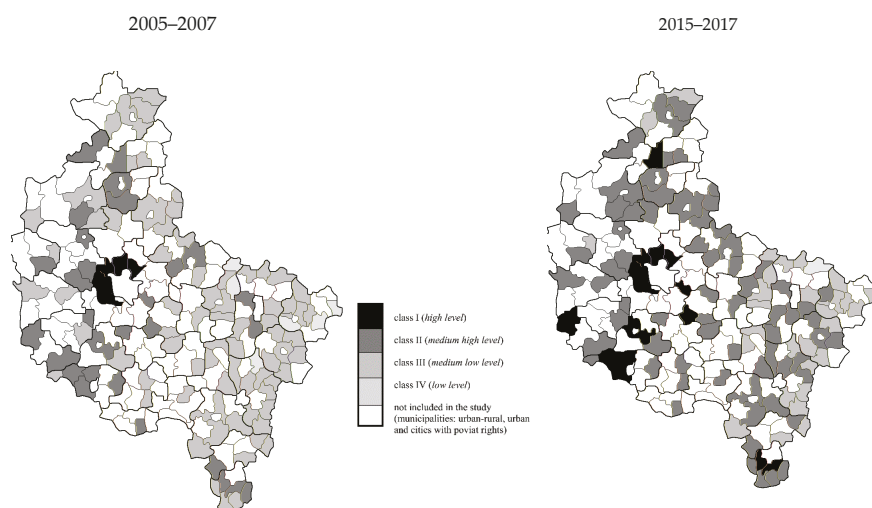 2005–2007
2015–2017
class I (high level)
class II (medium high level)
class III (medium low level)
class IV (low level)
not included in the study
(municipalities: urban-rural, urban
and cities with poviat rights)